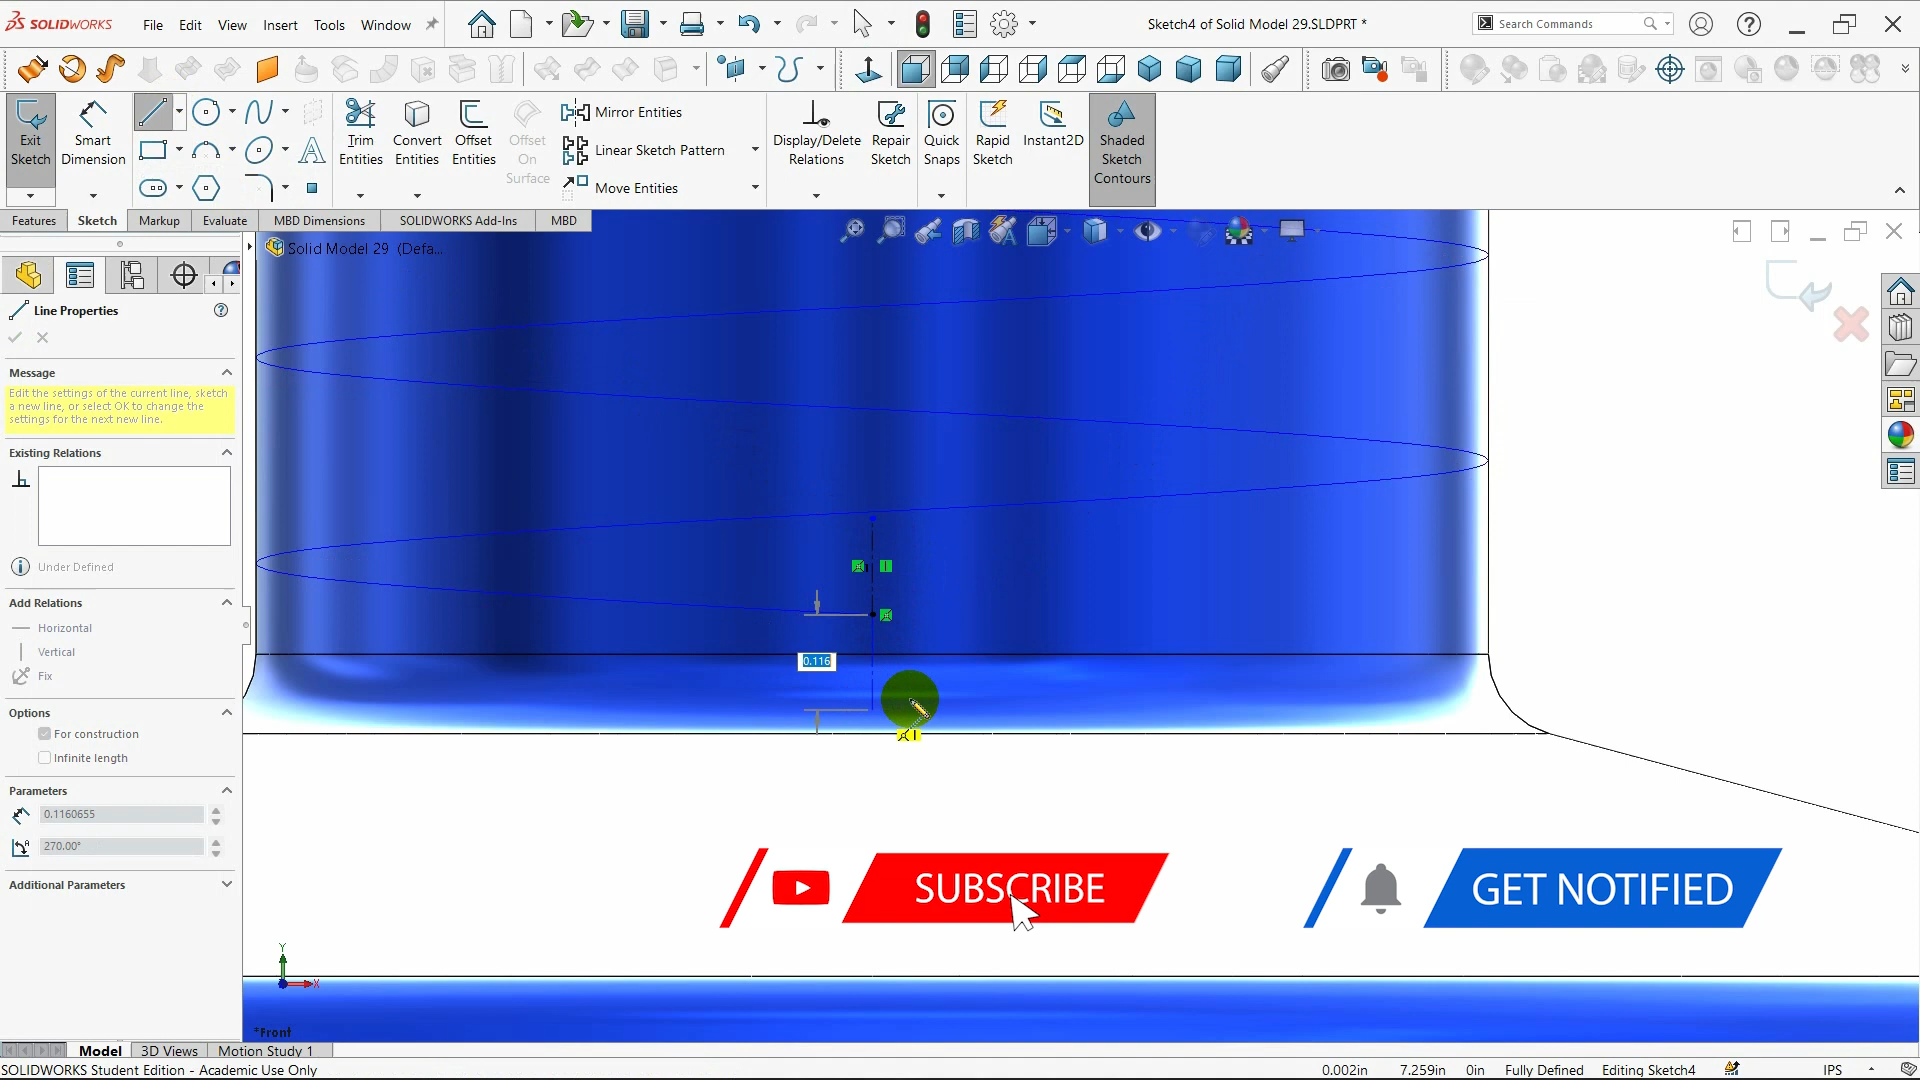 SOLIDWORKS
File Edit View Insert Tools Window
Sketch4 of Solid Model 29.SLDPRT *
Search Commands
Exit Sketch
Smart Dimension
Trim Entities
Convert Entities
Offset Entities
Offset On Surface
Mirror Entities
Linear Sketch Pattern
Move Entities
Display/Delete Relations
Repair Sketch
Quick Snaps
Rapid Sketch
Instant2D
Shaded Sketch Contours
Features Sketch Markup Evaluate MBD Dimensions SOLIDWORKS Add-Ins MBD
Solid Model 29 (Defa...
Line Properties
Message
Edit the settings of the current line, sketch
a new line, or select OK to change the
settings for the next new line.
Existing Relations
Under Defined
Add Relations
Horizontal
Vertical
Fix
Options
For construction
Infinite length
Parameters
0.1160655
270.00°
Additional Parameters
0.116
SUBSCRIBE
GET NOTIFIED
Y
X
*Front
Model 3D Views Motion Study 1
SOLIDWORKS Student Edition - Academic Use Only
0.002in 7.259in 0in Fully Defined Editing Sketch4 IPS